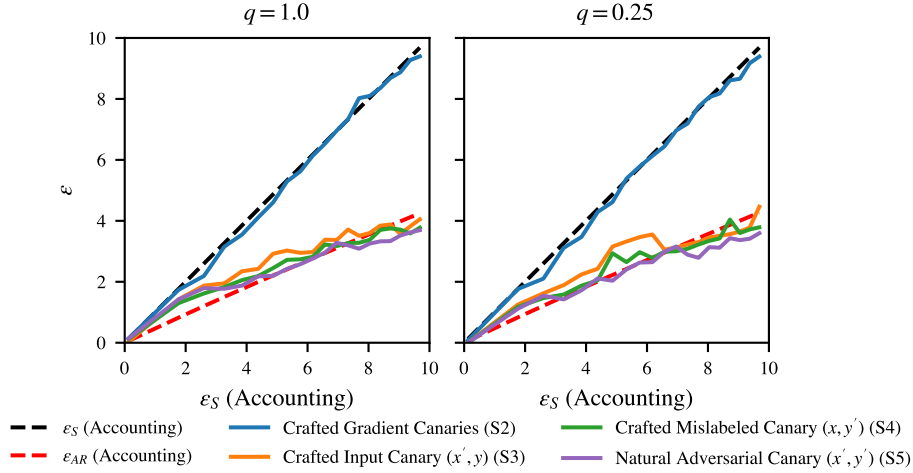 q = 1.0
q = 0.25
10
8
6
4
2
0
ε
0 2 4 6 8 10
0 2 4 6 8 10
ε_S (Accounting)
ε_S (Accounting)
ε_S (Accounting)
ε_AR (Accounting)
Crafted Gradient Canaries (S2)
Crafted Input Canary (x′, y) (S3)
Crafted Mislabeled Canary (x, y′) (S4)
Natural Adversarial Canary (x′, y′) (S5)